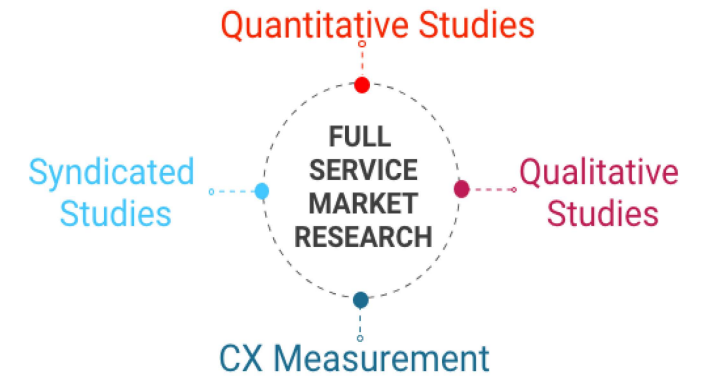 Quantitative Studies
FULL
SERVICE
MARKET
RESEARCH
Syndicated
Studies
Qualitative
Studies
CX Measurement